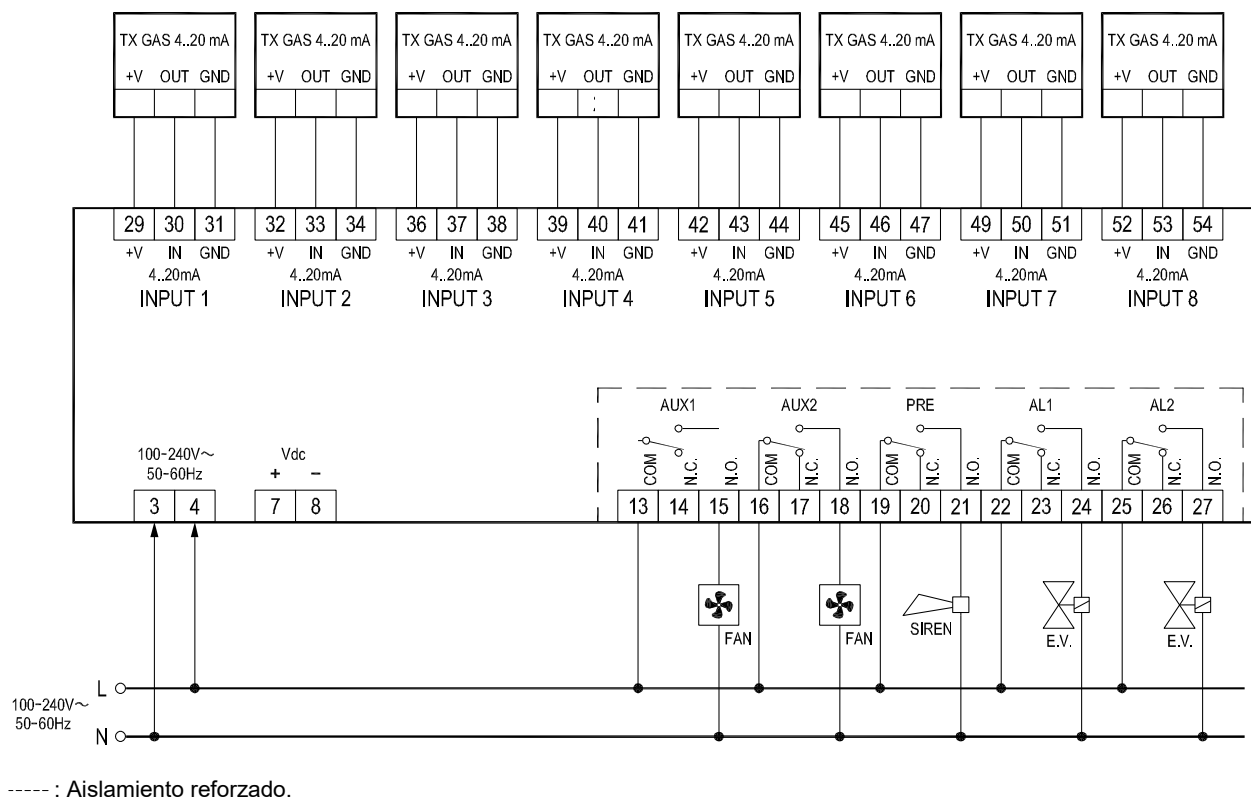 TX GAS 4..20 mA TX GAS 4..20 mA TX GAS 4..20 mA TX GAS 4..20 mA TX GAS 4..20 mA TX GAS 4..20 mA TX GAS 4..20 mA TX GAS 4..20 mA
+V OUT GND +V OUT GND +V OUT GND +V OUT GND +V OUT GND +V OUT GND +V OUT GND +V OUT GND
29 30 31 32 33 34 36 37 38 39 40 41 42 43 44 45 46 47 49 50 51 52 53 54
+V IN GND +V IN GND +V IN GND +V IN GND +V IN GND +V IN GND +V IN GND +V IN GND
4..20mA 4..20mA 4..20mA 4..20mA 4..20mA 4..20mA 4..20mA 4..20mA
INPUT 1 INPUT 2 INPUT 3 INPUT 4 INPUT 5 INPUT 6 INPUT 7 INPUT 8
AUX1 AUX2 PRE AL1 AL2
100-240V~ Vdc
50-60Hz + −
COM N.C. N.O. COM N.C. N.O. COM N.C. N.O. COM N.C. N.O. COM N.C. N.O.
3 4 7 8 13 14 15 16 17 18 19 20 21 22 23 24 25 26 27
FAN FAN SIREN E.V. E.V.
L
100-240V~
50-60Hz
N
----- : Aislamiento reforzado.